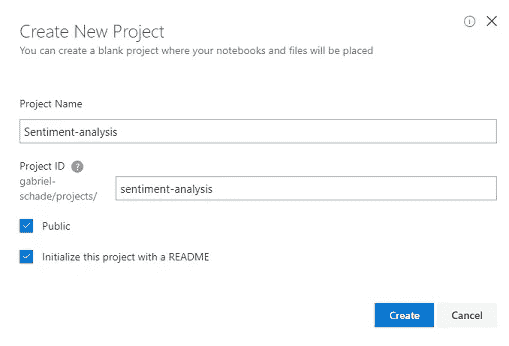 Create New Project
You can create a blank project where your notebooks and files will be placed
Project Name
Sentiment-analysis
Project ID ?
gabriel-
schade/projects/
sentiment-analysis
Public
Initialize this project with a README
Create
Cancel